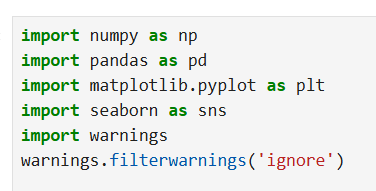 import numpy as np
import pandas as pd
import matplotlib.pyplot as plt
import seaborn as sns
import warnings
warnings.filterwarnings('ignore')